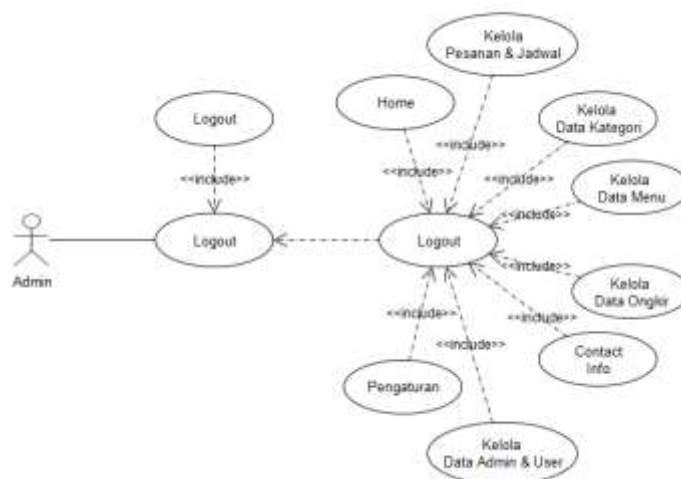 Kelola
Pesanan & Jadwal
Home
Kelola
Data Kategori
Logout
<<include>>
<<include>>
<<include>>
<<include>>
Kelola
Data Menu
<<include>>
Admin
Logout
Logout
<<include>>
Kelola
Data Ongkir
<<include>>
<<include>>
<<include>>
Contact
Info
Pengaturan
Kelola
Data Admin & User